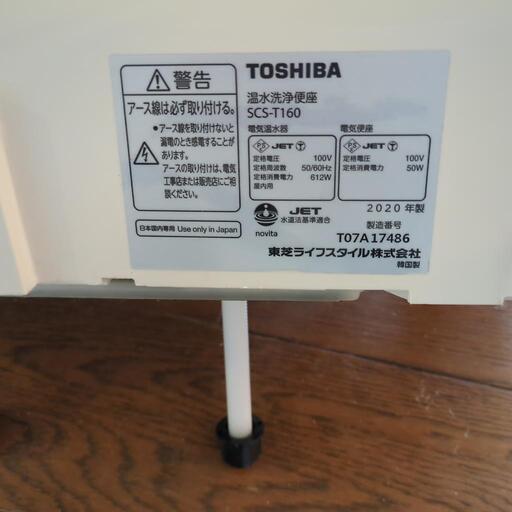 警告
アース線は必ず取り付ける。
アース線を取り付けないと
漏電のとき感電することが
あります。
アースの取付けは、電気
工事店または販売店にご相
談ください。
日本国内専用 Use only in Japan
TOSHIBA
温水洗浄便座
SCS-T160
電気温水器
PS JET
定格電圧 100V
定格周波数 50/60Hz
定格消費電力 612W
屋内用
電気便座
PS JET
定格電圧 100V
定格消費電力 50W
novita
JET
水道法基準適合
2020年製
製造番号
T07A17486
東芝ライフスタイル株式会社
韓国製